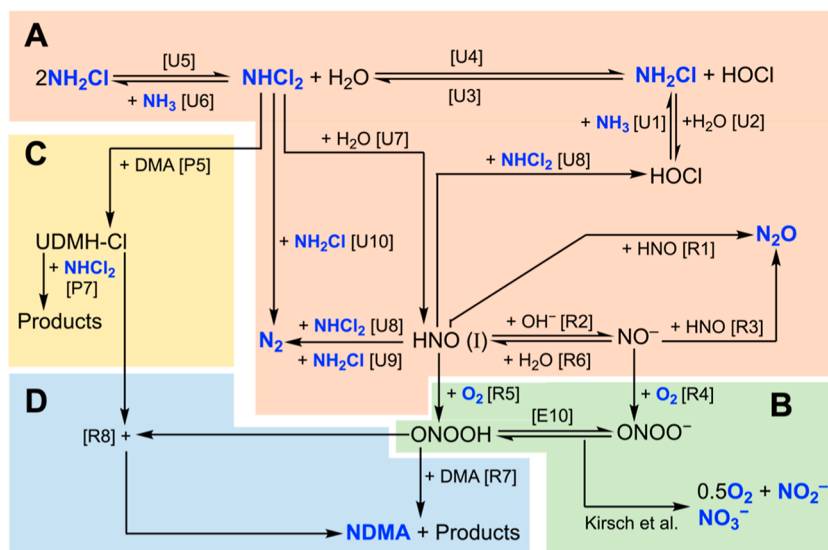 A
2NH₂Cl
[U5]
+ NH₃ [U6]
NHCl₂ + H₂O
[U4]
[U3]
NH₂Cl + HOCl
+ NH₃ [U1]
+H₂O [U2]
+ H₂O [U7]
+ NHCl₂ [U8]
HOCl
C
+ DMA [P5]
UDMH-Cl
+ NHCl₂
[P7]
Products
+ NH₂Cl [U10]
+ HNO [R1]
N₂O
N₂
+ NHCl₂ [U8]
+ NH₂Cl [U9]
HNO (I)
+ OH⁻ [R2]
+ H₂O [R6]
NO⁻
+ HNO [R3]
D
+ O₂ [R5]
+ O₂ [R4]
B
[R8] +
ONOOH
[E10]
ONOO⁻
+ DMA [R7]
NDMA + Products
Kirsch et al.
0.5O₂ + NO₂⁻
NO₃⁻